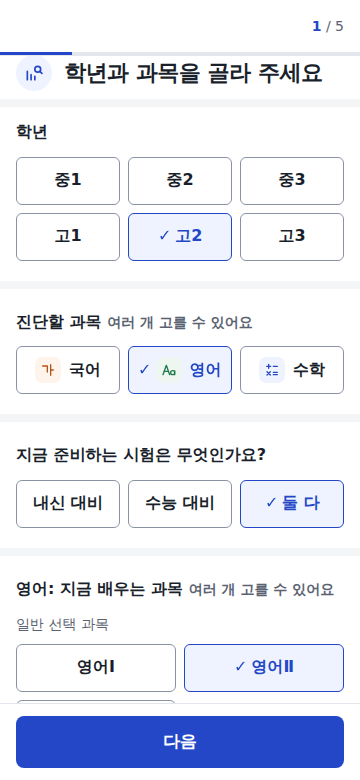 1 / 5
학년과 과목을 골라 주세요
학년
중1 중2 중3
고1 ✓ 고2 고3
진단할 과목 여러 개 고를 수 있어요
가 국어 ✓ Aa 영어 수학
지금 준비하는 시험은 무엇인가요?
내신 대비 수능 대비 ✓ 둘 다
영어: 지금 배우는 과목 여러 개 고를 수 있어요
일반 선택 과목
영어Ⅰ ✓ 영어Ⅱ
다음